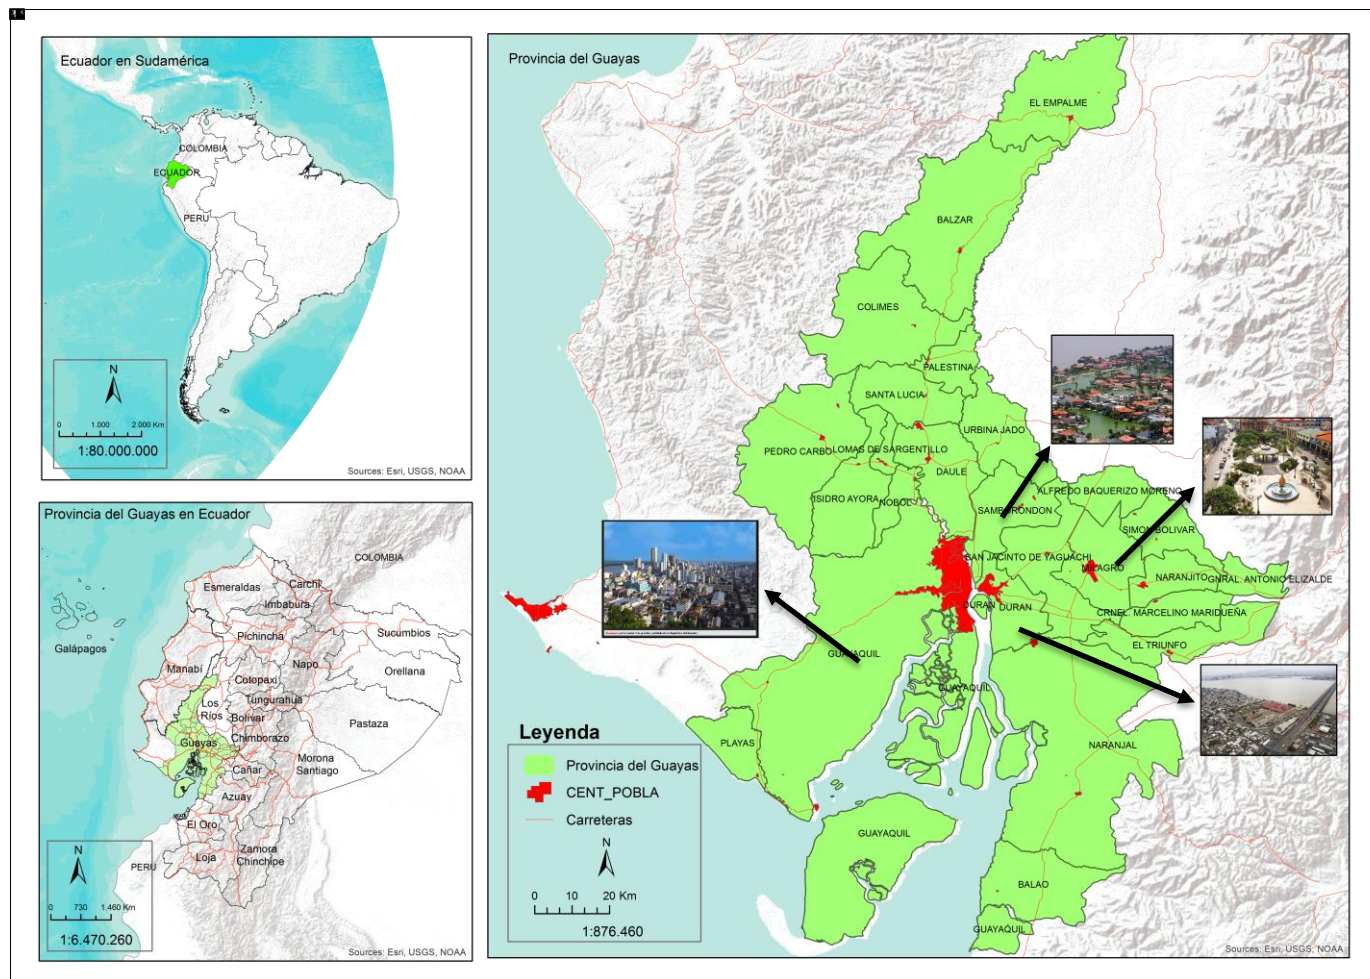 Ecuador en Sudamérica
COLOMBIA
ECUADOR
PERU
N
0 1.000 2.000 Km
1:80.000.000
Sources: Esri, USGS, NOAA
Provincia del Guayas en Ecuador
COLOMBIA
Esmeraldas
Carchi
Imbabura
Sucumbios
Pichincha
Galápagos
Napo
Orellana
Manabí
Cotopaxi
Los
Ríos
Tungurahua
Bolívar
Pastaza
Guayas
Chimborazo
Morona
Santiago
Cañar
Azuay
El Oro
Zamora
Chinchipe
Loja
PERU
N
0 730 1.460 Km
1:6.470.260
Sources: Esri, USGS, NOAA
Provincia del Guayas
EL EMPALME
BALZAR
COLIMES
PALESTINA
SANTA LUCIA
URBINA JADO
PEDRO CARBO
LOMAS DE SARGENTILLO
DAULE
ISIDRO AYORA
NOBOL
ALFREDO BAQUERIZO MORENO
SAMBORONDON
SIMON BOLIVAR
SAN JACINTO DE YAGUACHI
MILAGRO
NARANJITO
GNRAL. ANTONIO ELIZALDE
DURAN
DURAN
CRNEL. MARCELINO MARIDUEÑA
EL TRIUNFO
GUAYAQUIL
GUAYAQUIL
PLAYAS
NARANJAL
GUAYAQUIL
BALAO
GUAYAQUIL
Leyenda
Provincia del Guayas
CENT_POBLA
Carreteras
N
0 10 20 Km
1:876.460
Sources: Esri, USGS, NOAA